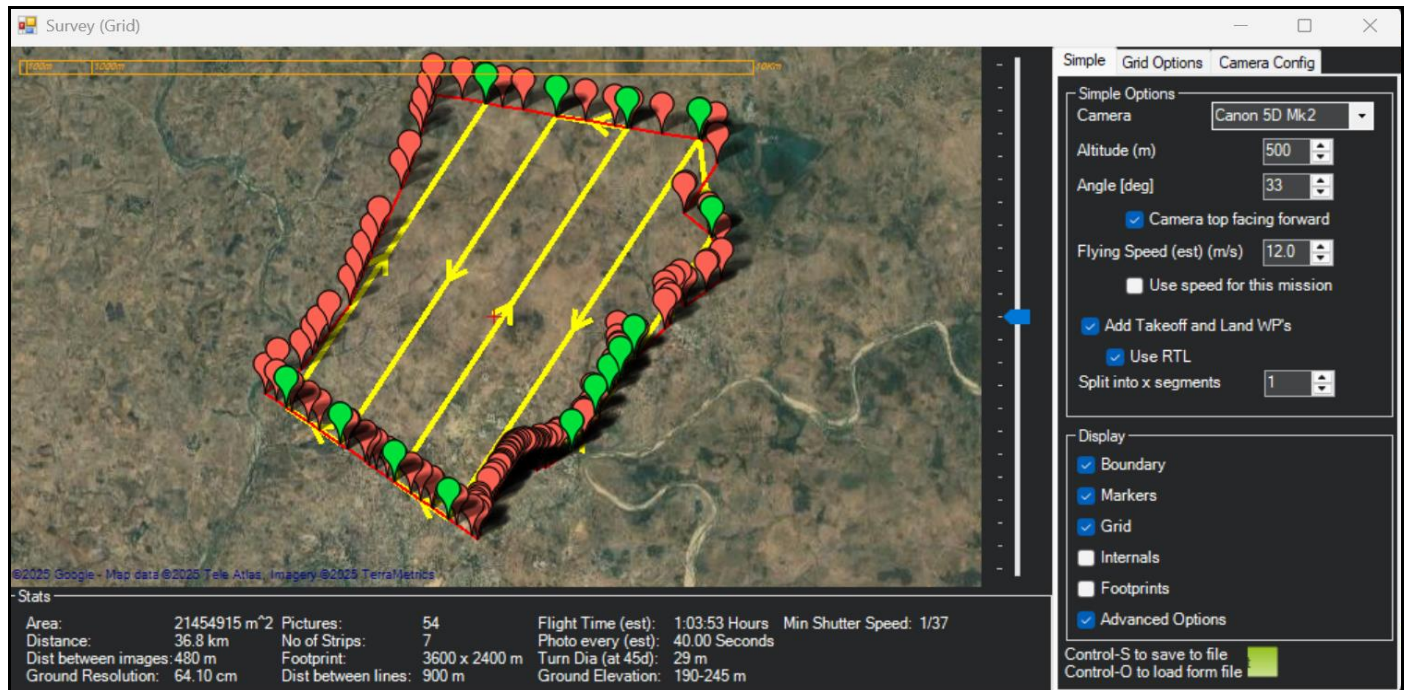 Survey (Grid)
100m 1000m 10Km
©2025 Google - Map data ©2025 Tele Atlas, Imagery ©2025 TerraMetrics
Simple Grid Options Camera Config
Simple Options
Camera Canon 5D Mk2
Altitude (m) 500
Angle [deg] 33
Camera top facing forward
Flying Speed (est) (m/s) 12.0
Use speed for this mission
Add Takeoff and Land WP's
Use RTL
Split into x segments 1
Display
Boundary
Markers
Grid
Internals
Footprints
Advanced Options
Control-S to save to file
Control-O to load form file
Stats
Area: 21454915 m^2 Pictures: 54 Flight Time (est): 1:03:53 Hours Min Shutter Speed: 1/37
Distance: 36.8 km No of Strips: 7 Photo every (est): 40.00 Seconds
Dist between images: 480 m Footprint: 3600 x 2400 m Turn Dia (at 45d): 29 m
Ground Resolution: 64.10 cm Dist between lines: 900 m Ground Elevation: 190-245 m